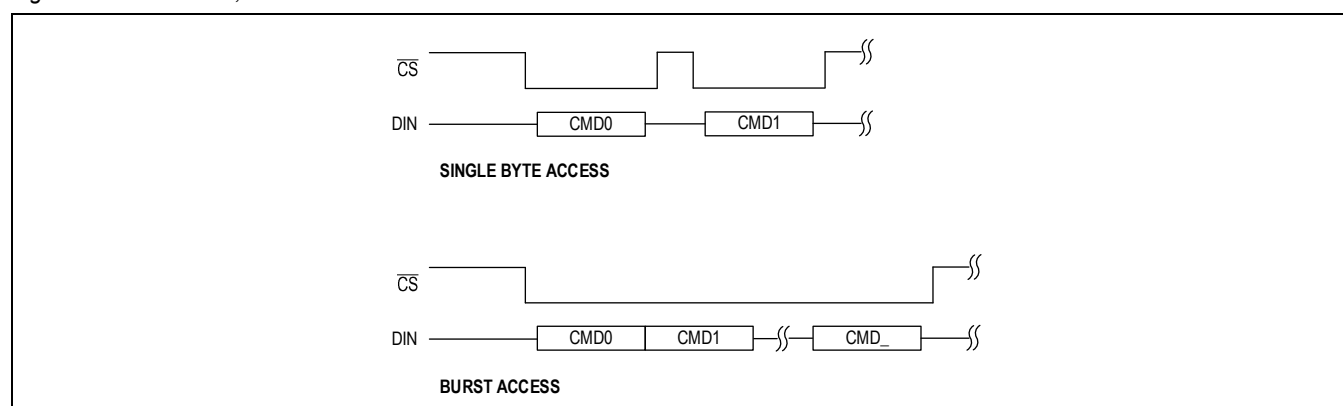 CS
DIN CMD0 CMD1
SINGLE BYTE ACCESS
CS
DIN CMD0 CMD1 CMD_
BURST ACCESS